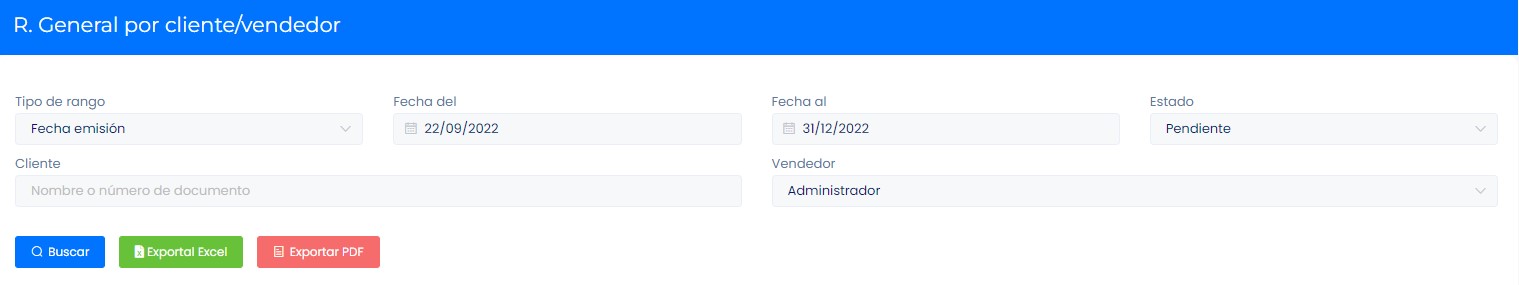 R. General por cliente/vendedor
Tipo de rango Fecha del Fecha al Estado
Fecha emisión 22/09/2022 31/12/2022 Pendiente
Cliente Vendedor
Nombre o número de documento Administrador
Buscar Exportal Excel Exportar PDF